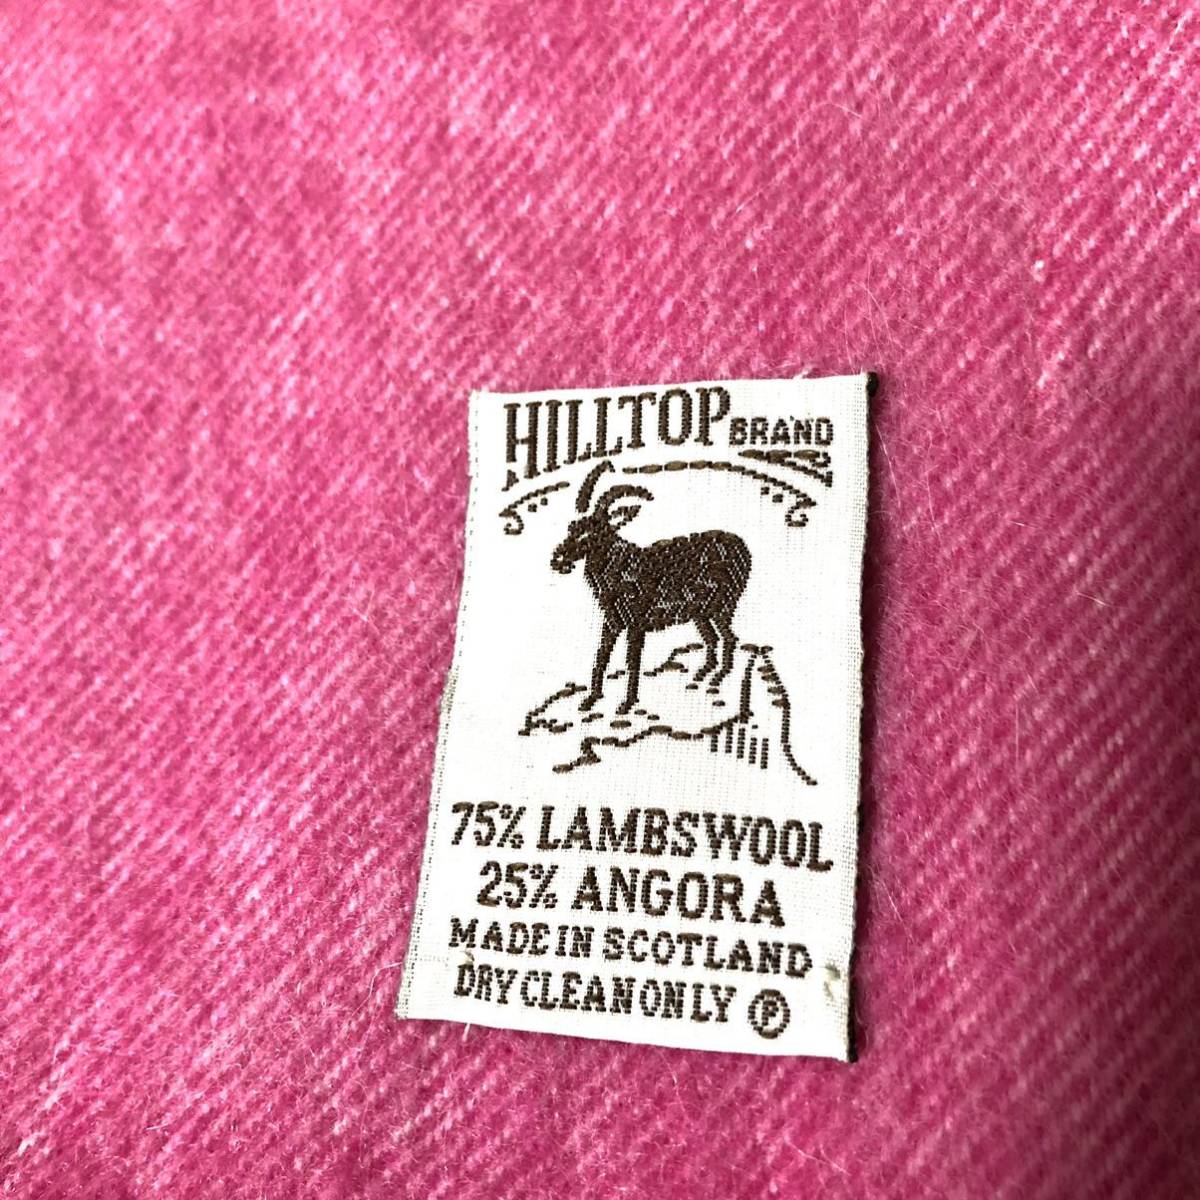 HILLTOP BRAND
75% LAMBSWOOL
25% ANGORA
MADE IN SCOTLAND
DRY CLEAN ONLY Ⓟ